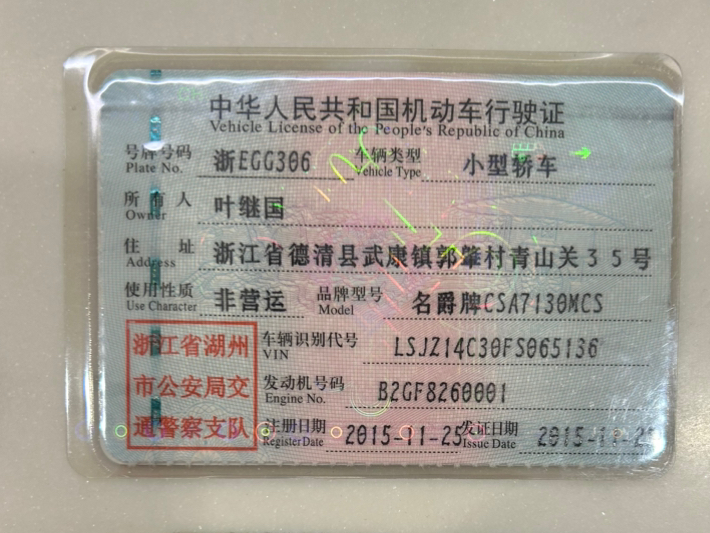 中华人民共和国机动车行驶证
Vehicle License of the People's Republic of China
号牌号码 浙EGG306 车辆类型 小型轿车
Plate No. Vehicle Type
所有人 叶继国
Owner
住址 浙江省德清县武康镇郭肇村青山关35号
Address
使用性质 非营运 品牌型号 名爵牌CSA7130MCS
Use Character Model
浙江省湖州 车辆识别代号 LSJZ14C30FS065136
VIN
市公安局交 发动机号码 B2GF8260001
Engine No.
通警察支队 注册日期 2015-11-25 发证日期
Register Date Issue Date